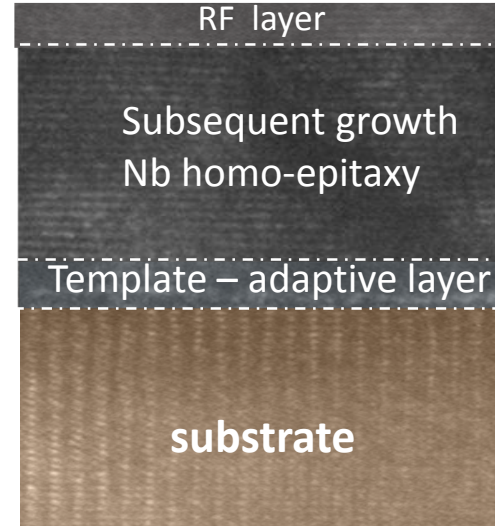 RF layer
Subsequent growth
Nb homo-epitaxy
Template – adaptive layer
substrate